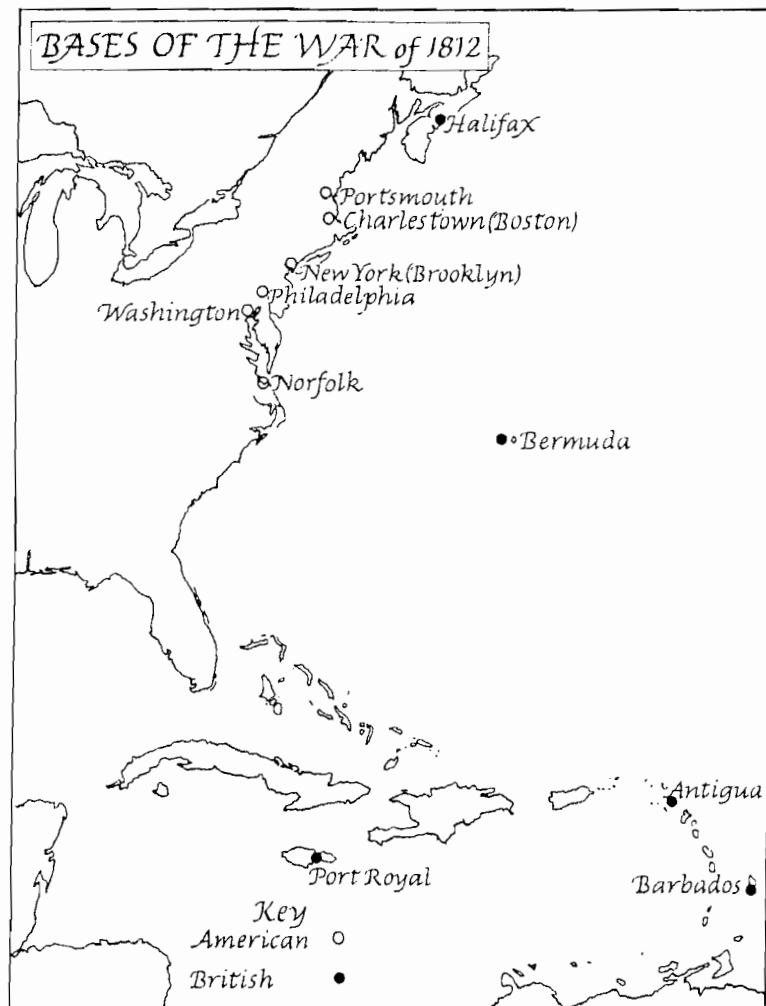 BASES OF THE WAR of 1812
Halifax
Portsmouth
Charlestown (Boston)
New York (Brooklyn)
Philadelphia
Washington
Norfolk
Bermuda
Antigua
Port Royal
Barbados
Key
American
British